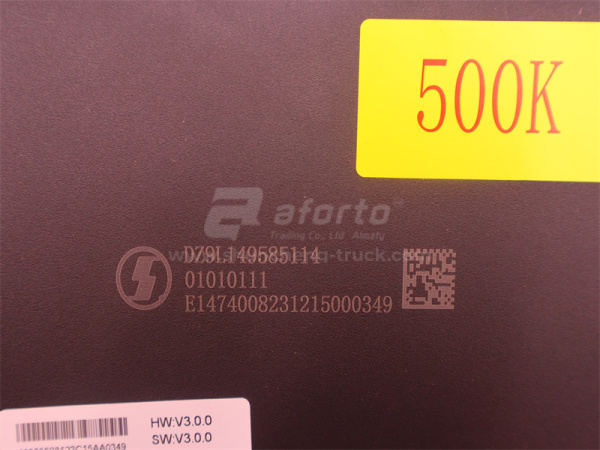 500K
aforto
Trading Co., Ltd Almaty
DZ9L149585114
01010111
E1474008231215000349
HW:V3.0.0
SW:V3.0.0